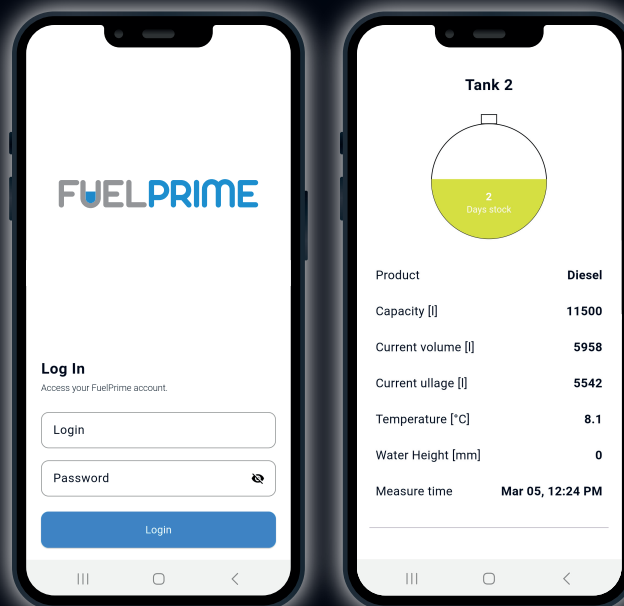 FUELPRIME
Log In
Access your FuelPrime account.
Login
Password
Login
Tank 2
2
Days stock
Product Diesel
Capacity [l] 11500
Current volume [l] 5958
Current ullage [l] 5542
Temperature [°C] 8.1
Water Height [mm] 0
Measure time Mar 05, 12:24 PM